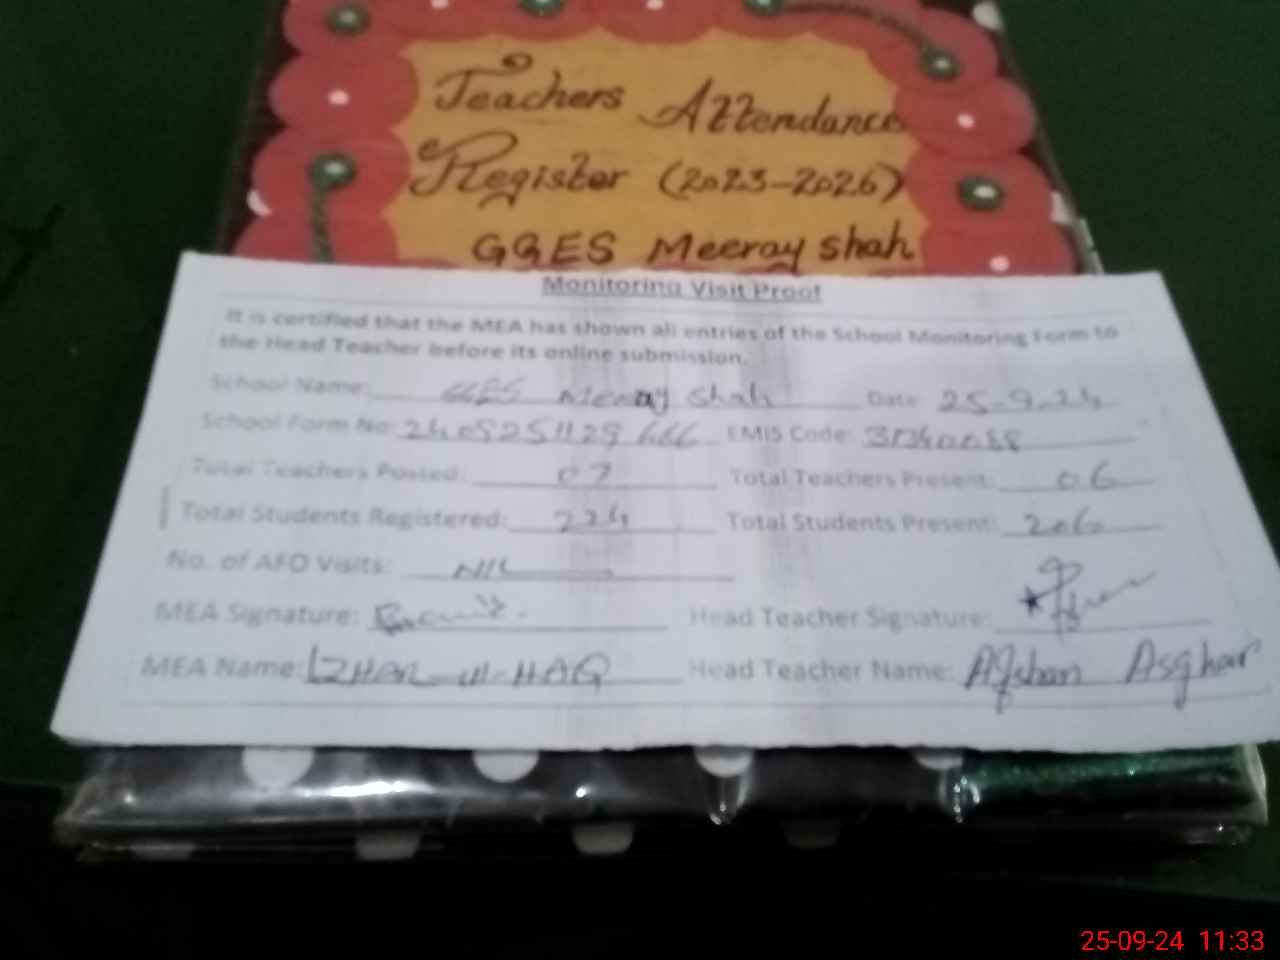 Teachers Attendance
Register (2023-2026)
GGES Meeray shah
Monitoring Visit Proof
It is certified that the MEA has shown all entries of the School Monitoring Form to
the Head Teacher before its online submission.
School Name: GGES Meeray Shah Date: 25-9-24
School Form No: EMIS Code:
Total Teachers Posted: 07 Total Teachers Present: 06
Total Students Registered: 224 Total Students Present: 206
No. of AFO Visits: NIL
MEA Signature: Head Teacher Signature:
MEA Name: IZHAR-ul-HAQ Head Teacher Name: Afshan Asghar
25-09-24 11:33